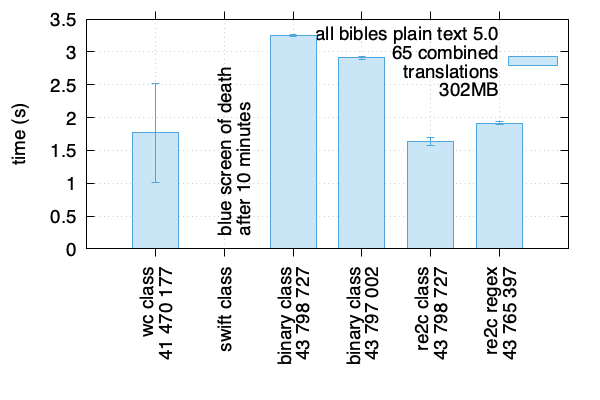 3.5
3
2.5
2
1.5
1
0.5
0
time (s)
all bibles plain text 5.0
65 combined
translations
302MB
blue screen of death
after 10 minutes
wc class
41 470 177
swift class
binary class
43 798 727
binary class
43 797 002
re2c class
43 798 727
re2c regex
43 765 397